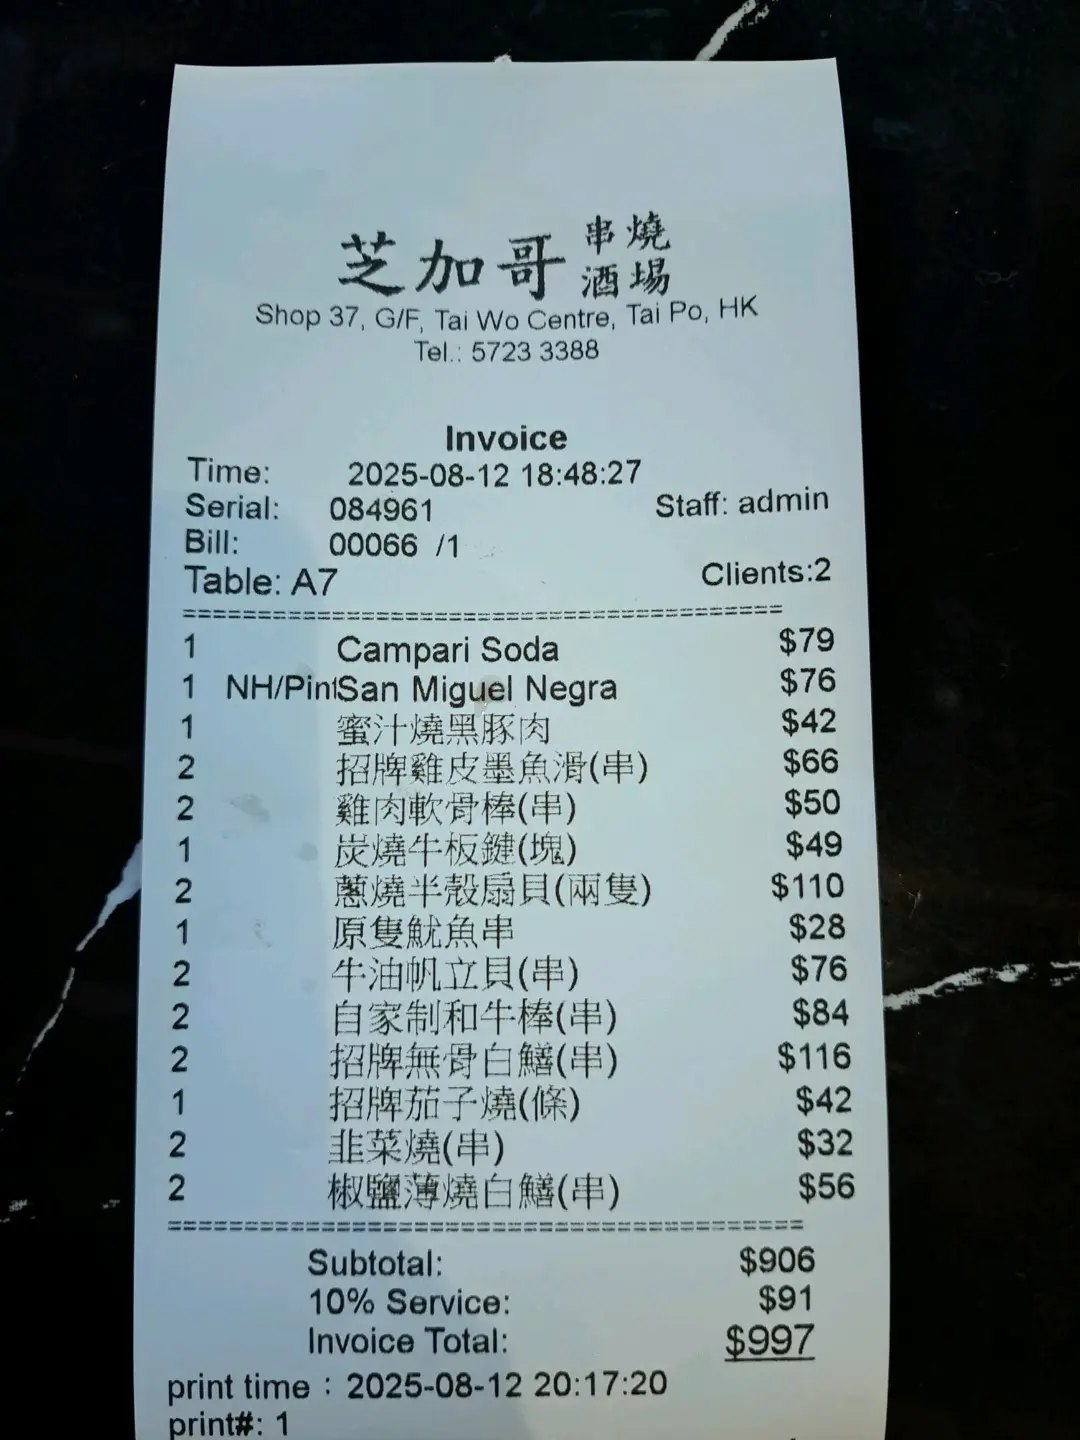 芝加哥 串燒酒場
Shop 37, G/F, Tai Wo Centre, Tai Po, HK
Tel.: 5723 3388
Invoice
Time: 2025-08-12 18:48:27
Serial: 084961 Staff: admin
Bill: 00066 /1
Table: A7 Clients:2
==========================================
1 Campari Soda $79
1 NH/Pint San Miguel Negra $76
1 蜜汁燒黑豚肉 $42
2 招牌雞皮墨魚滑(串) $66
2 雞肉軟骨棒(串) $50
1 炭燒牛板鍵(塊) $49
2 蔥燒半殼扇貝(兩隻) $110
1 原隻魷魚串 $28
2 牛油帆立貝(串) $76
2 自家制和牛棒(串) $84
2 招牌無骨白鱔(串) $116
1 招牌茄子燒(條) $42
2 韭菜燒(串) $32
2 椒鹽薄燒白鱔(串) $56
==========================================
Subtotal: $906
10% Service: $91
Invoice Total: $997
print time：2025-08-12 20:17:20
print#: 1